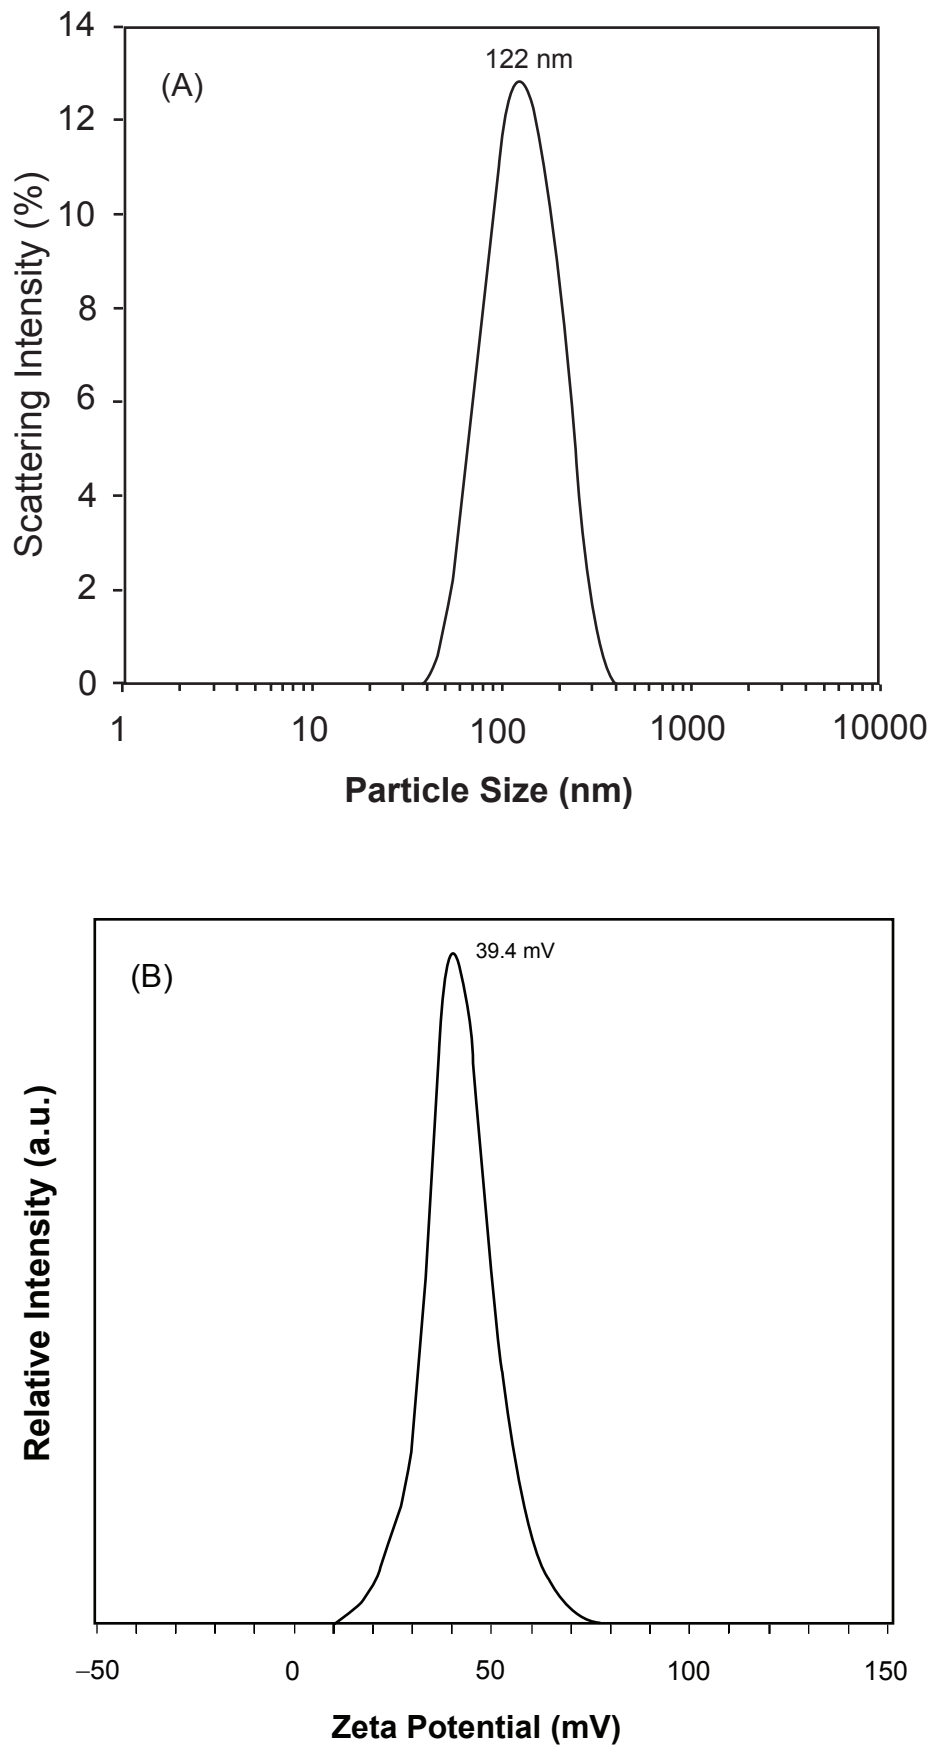 14
122 nm
(A)
12
10
8
6
4
2
0
Scattering Intensity (%)
1 10 100 1000 10000
Particle Size (nm)
39.4 mV
(B)
Relative Intensity (a.u.)
−50 0 50 100 150
Zeta Potential (mV)